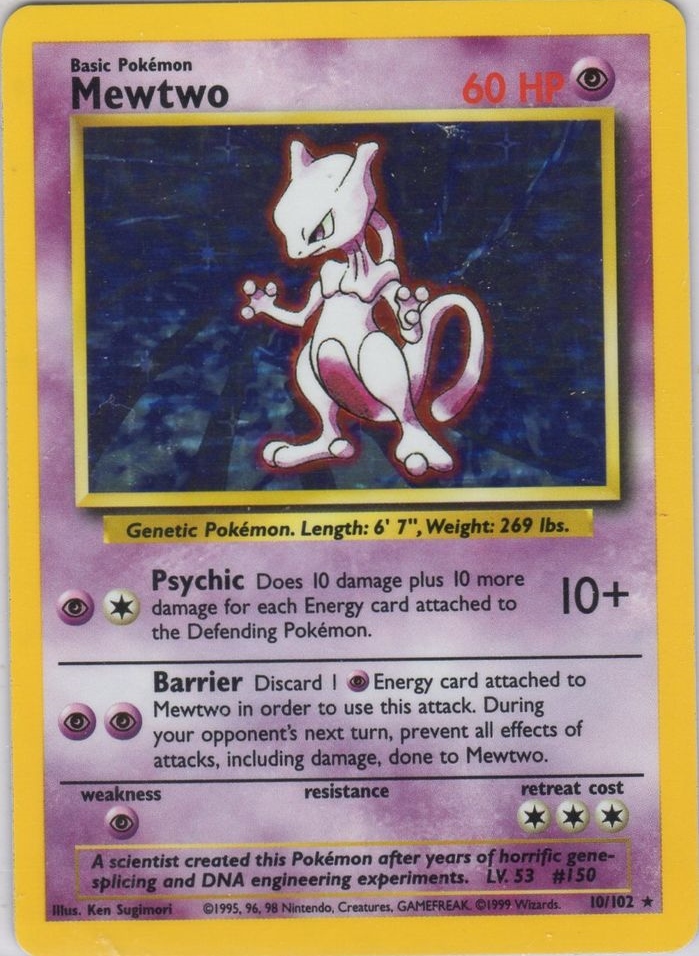 Basic Pokémon
Mewtwo
60 HP
Genetic Pokémon. Length: 6' 7", Weight: 269 lbs.
Psychic Does 10 damage plus 10 more
damage for each Energy card attached to
the Defending Pokémon.
10+
Barrier Discard 1 Energy card attached to
Mewtwo in order to use this attack. During
your opponent's next turn, prevent all effects of
attacks, including damage, done to Mewtwo.
weakness resistance retreat cost
A scientist created this Pokémon after years of horrific gene-
splicing and DNA engineering experiments. LV. 53 #150
Illus. Ken Sugimori ©1995, 96, 98 Nintendo, Creatures, GAMEFREAK. ©1999 Wizards. 10/102 ★